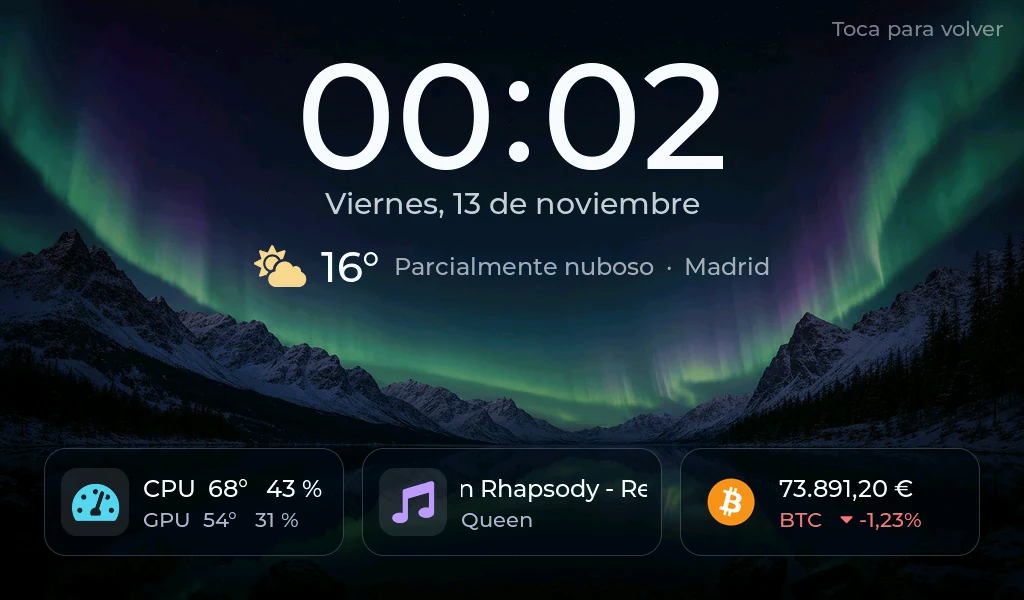 Toca para volver
00:02
Viernes, 13 de noviembre
16° Parcialmente nuboso · Madrid
CPU 68° 43 %
GPU 54° 31 %
n Rhapsody - Re
Queen
73.891,20 €
BTC ▼ -1,23%